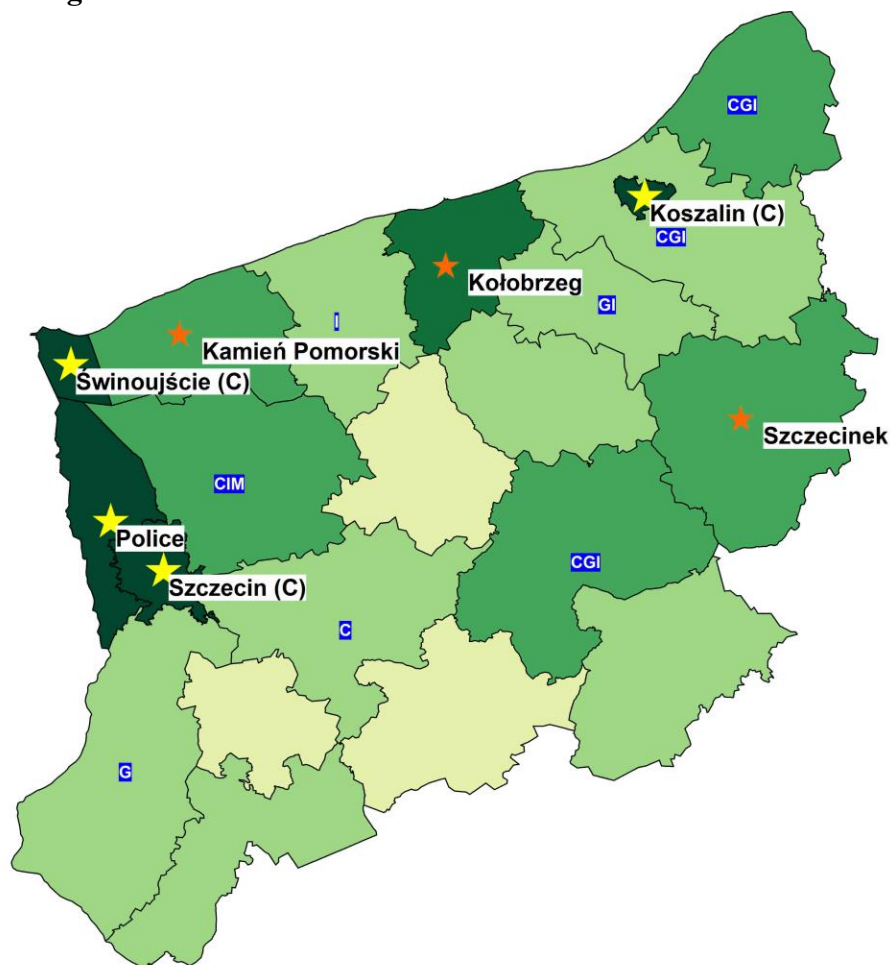 CGI
Koszalin (C)
CGI
Kołobrzeg
GI
I
Kamień Pomorski
Świnoujście (C)
Szczecinek
CIM
Police
Szczecin (C)
CGI
C
G